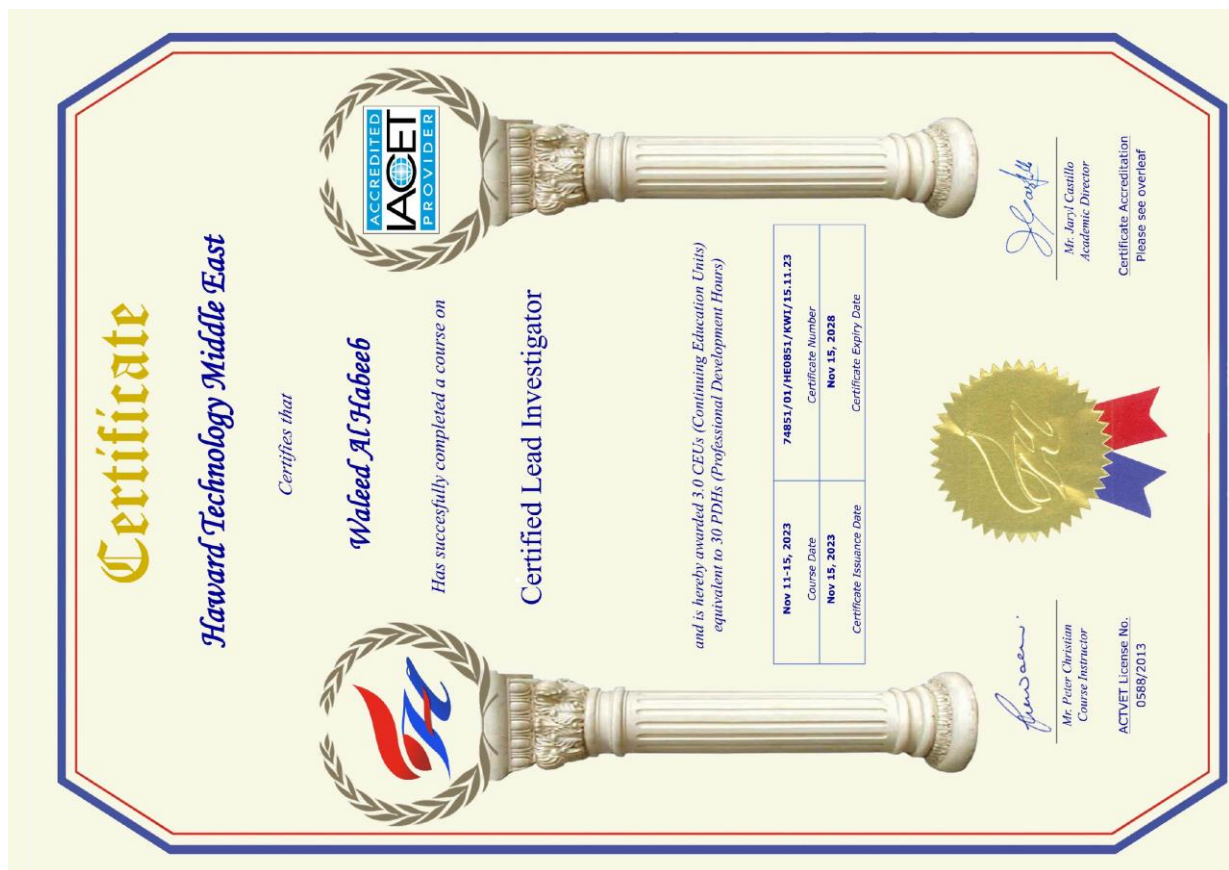 Certificate
Haward Technology Middle East
Certifies that
Waleed Al Habeeb
Has succesfully completed a course on
Certified Lead Investigator
ACCREDITED
IACET
PROVIDER
and is hereby awarded 3.0 CEUs (Continuing Education Units)
equivalent to 30 PDHs (Professional Development Hours)
Nov 11-15, 2023
Course Date
74851/01/HE0851/KWI/15.11.23
Certificate Number
Nov 15, 2023
Certificate Issuance Date
Nov 15, 2028
Certificate Expiry Date
Mr. Peter Christian
Course Instructor
ACTVET License No.
0588/2013
Mr. Jaryl Castillo
Academic Director
Certificate Accreditation
Please see overleaf